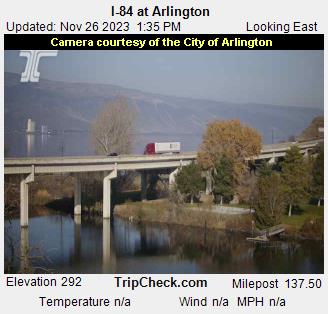 I-84 at Arlington
Updated: Nov 26 2023 1:35 PM Looking East
Camera courtesy of the City of Arlington
Elevation 292 TripCheck.com Milepost 137.50
Temperature n/a Wind n/a MPH n/a